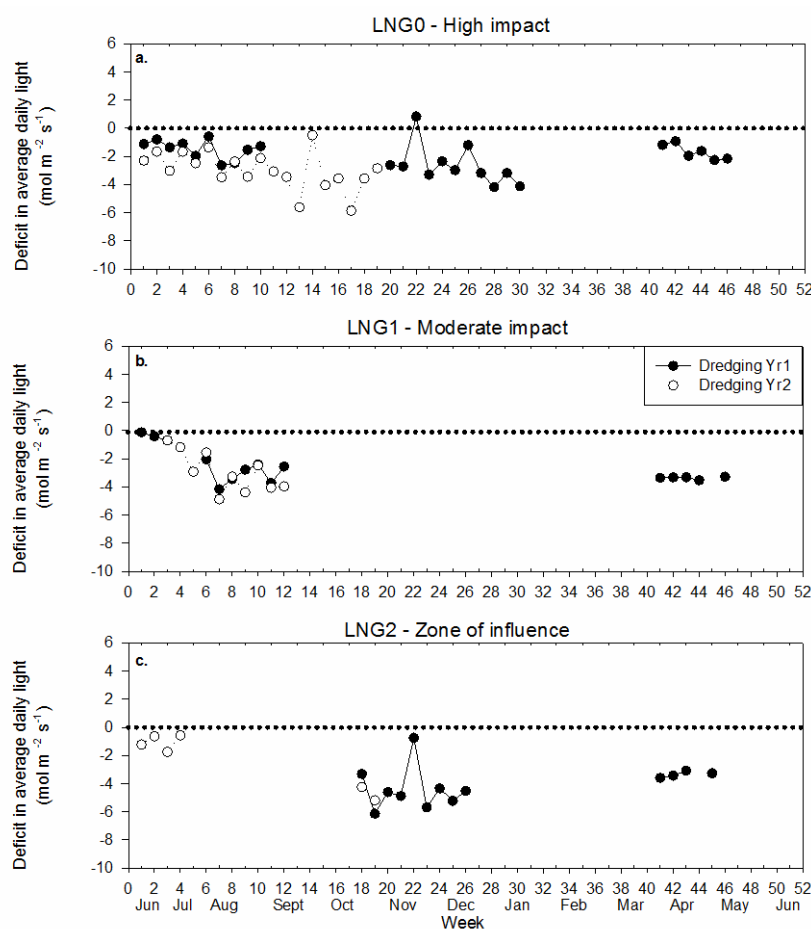 LNG0 - High impact
a.
Deficit in average daily light
(mol m -2 s-1)
6
4
2
0
-2
-4
-6
-8
-10
0 2 4 6 8 10 12 14 16 18 20 22 24 26 28 30 32 34 36 38 40 42 44 46 48 50 52
LNG1 - Moderate impact
b.
Dredging Yr1
Dredging Yr2
Deficit in average daily light
(mol m -2 s-1)
6
4
2
0
-2
-4
-6
-8
-10
0 2 4 6 8 10 12 14 16 18 20 22 24 26 28 30 32 34 36 38 40 42 44 46 48 50 52
LNG2 - Zone of influence
c.
Deficit in average daily light
(mol m -2 s-1)
6
4
2
0
-2
-4
-6
-8
-10
0 2 4 6 8 10 12 14 16 18 20 22 24 26 28 30 32 34 36 38 40 42 44 46 48 50 52
Jun Jul Aug Sept Oct Nov Dec Jan Feb Mar Apr May Jun
Week